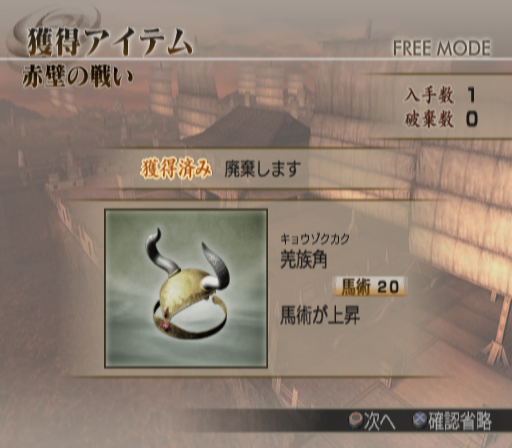 獲得アイテム
FREE MODE
赤壁の戦い
入手数 1
破棄数 0
獲得済み 廃棄します
キョウゾクカク
羌族角
馬術 20
馬術が上昇
次へ 確認省略